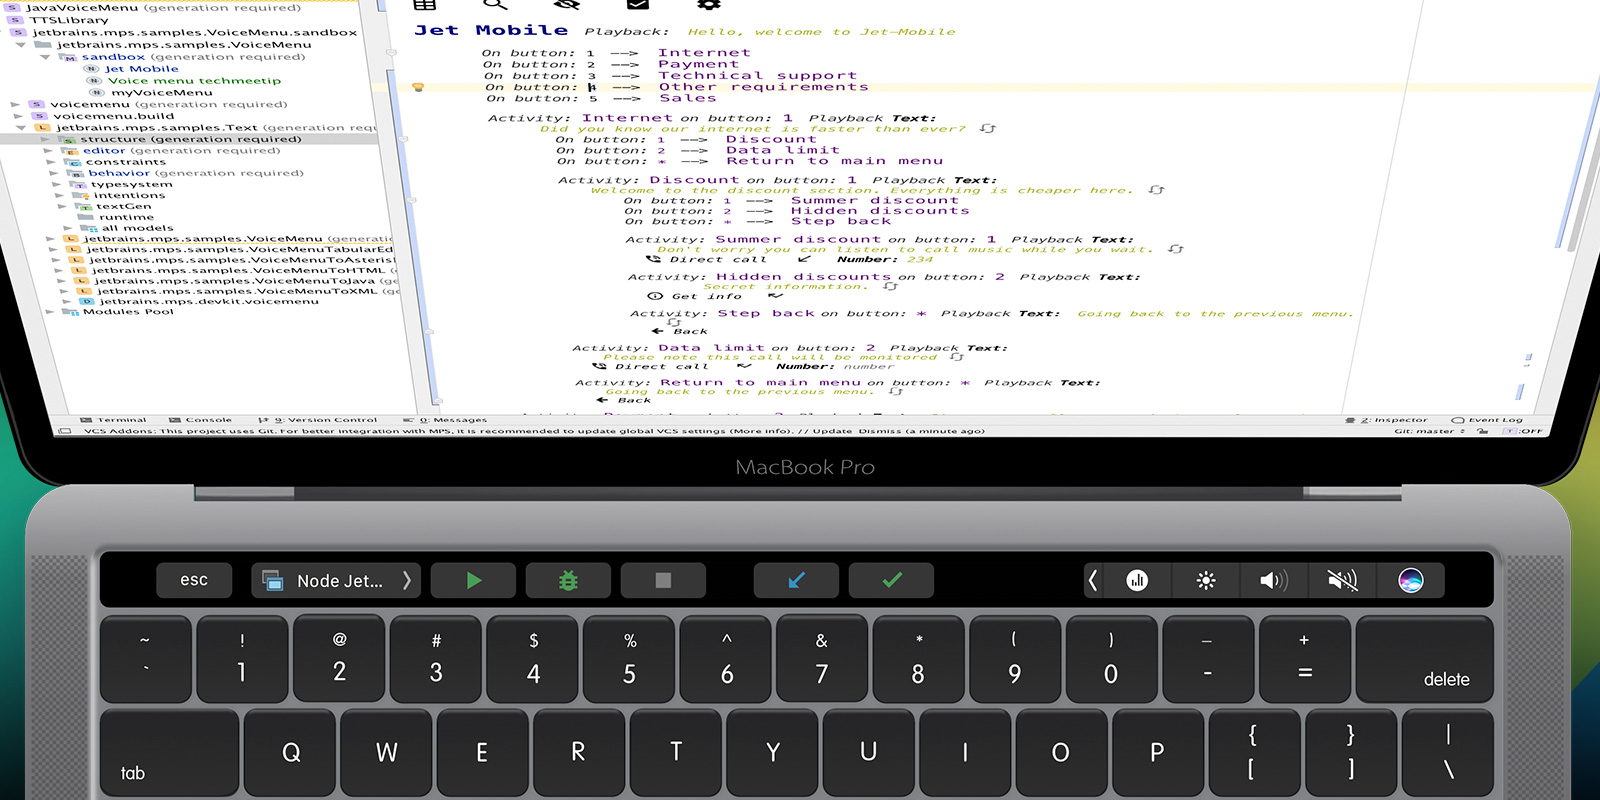 JavaVoiceMenu (generation required)
TTSLibrary
jetbrains.mps.samples.VoiceMenu.sandbox
jetbrains.mps.samples.VoiceMenu
sandbox (generation required)
Jet Mobile
Voice menu techmeetip
myVoiceMenu
voicemenu (generation required)
voicemenu.build
jetbrains.mps.samples.Text (generation requ
structure (generation required)
editor (generation required)
constraints
behavior (generation required)
typesystem
intentions
textGen
runtime
all models
jetbrains.mps.samples.VoiceMenu (generatio
jetbrains.mps.samples.VoiceMenuTabularEd
jetbrains.mps.samples.VoiceMenuToAsteris
jetbrains.mps.samples.VoiceMenuToHTML (
jetbrains.mps.samples.VoiceMenuToJava (ge
jetbrains.mps.samples.VoiceMenuToXML (ge
jetbrains.mps.devkit.voicemenu
Modules Pool
Jet Mobile Playback: Hello, welcome to Jet-Mobile
On button: 1 --> Internet
On button: 2 --> Payment
On button: 3 --> Technical support
On button: 4 --> Other requirements
On button: 5 --> Sales
Activity: Internet on button: 1 Playback Text:
Did you know our internet is faster than ever?
On button: 1 --> Discount
On button: 2 --> Data limit
On button: * --> Return to main menu
Activity: Discount on button: 1 Playback Text:
Welcome to the discount section. Everything is cheaper here.
On button: 1 --> Summer discount
On button: 2 --> Hidden discounts
On button: * --> Step back
Activity: Summer discount on button: 1 Playback Text:
Don't worry you can listen to call music while you wait.
Direct call Number: 234
Activity: Hidden discounts on button: 2 Playback Text:
Secret information.
Get info
Activity: Step back on button: * Playback Text: Going back to the previous menu.
Back
Activity: Data limit on button: 2 Playback Text:
Please note this call will be monitored
Direct call Number: number
Activity: Return to main menu on button: * Playback Text:
Going back to the previous menu.
Back
Terminal Console 9: Version Control 0: Messages 2: Inspector Event Log
VCS Addons: This project uses Git. For better integration with MPS, it is recommended to update global VCS settings (More info). // Update Dismiss (a minute ago) Git: master T:OFF
MacBook Pro
esc Node Jet...
~ ! @ # $ % ^ & * ( ) – +
` 1 2 3 4 5 6 7 8 9 0 - = delete
tab Q W E R T Y U I O P { [ } ] | \